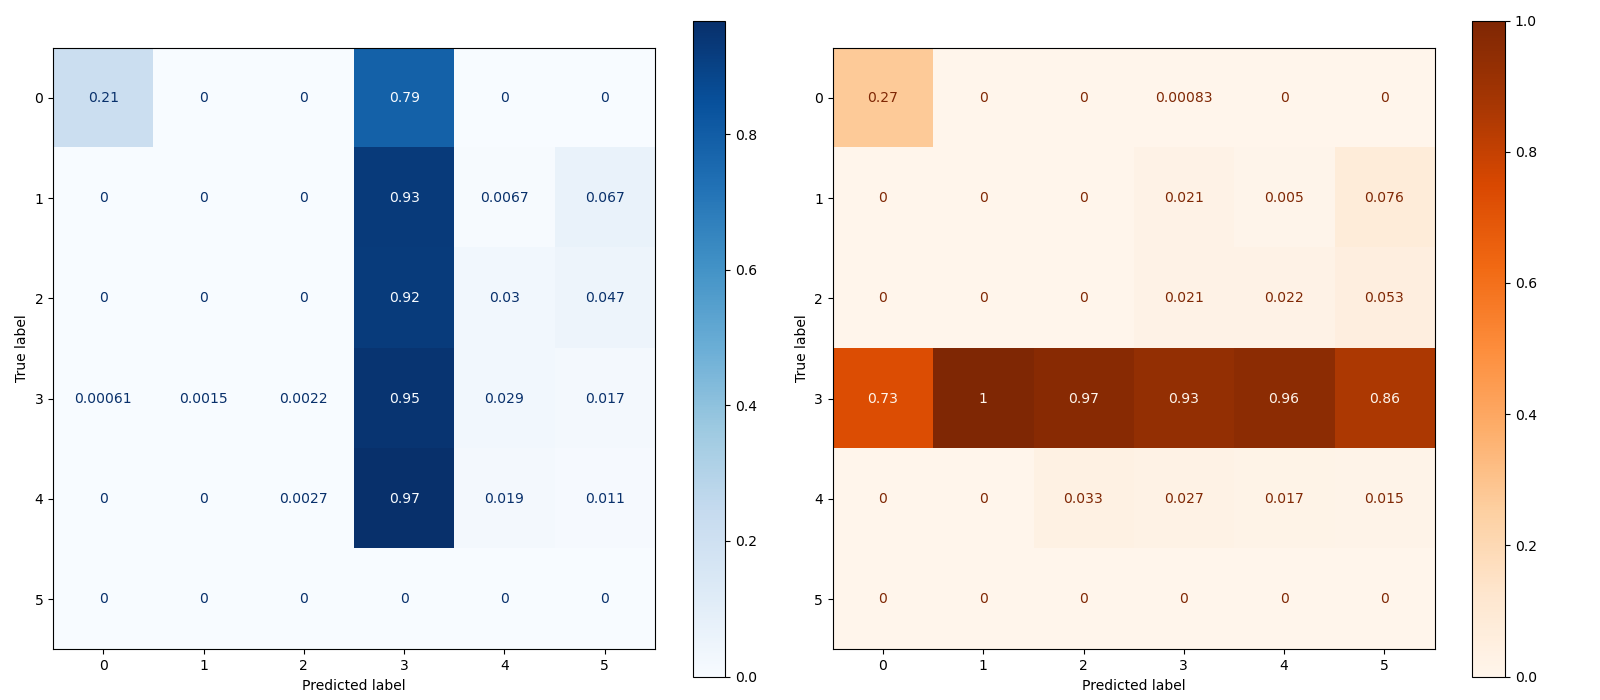 0 0.21 0 0 0.79 0 0
1 0 0 0 0.93 0.0067 0.067
2 0 0 0 0.92 0.03 0.047
3 0.00061 0.0015 0.0022 0.95 0.029 0.017
4 0 0 0.0027 0.97 0.019 0.011
5 0 0 0 0 0 0
0 1 2 3 4 5
Predicted label
True label
0.8
0.6
0.4
0.2
0.0
0 0.27 0 0 0.00083 0 0
1 0 0 0 0.021 0.005 0.076
2 0 0 0 0.021 0.022 0.053
3 0.73 1 0.97 0.93 0.96 0.86
4 0 0 0.033 0.027 0.017 0.015
5 0 0 0 0 0 0
0 1 2 3 4 5
Predicted label
True label
1.0
0.8
0.6
0.4
0.2
0.0